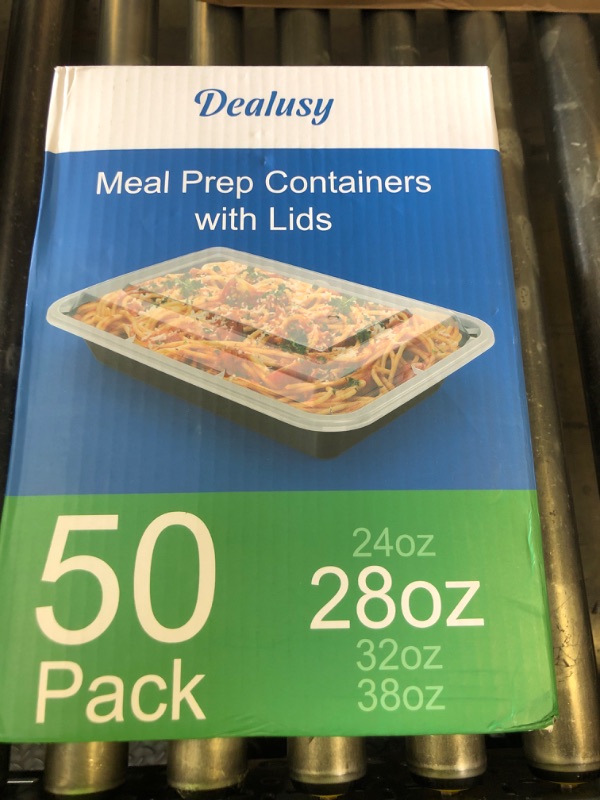 Dealusy
Meal Prep Containers
with Lids
50
Pack
24oz
28oz
32oz
38oz